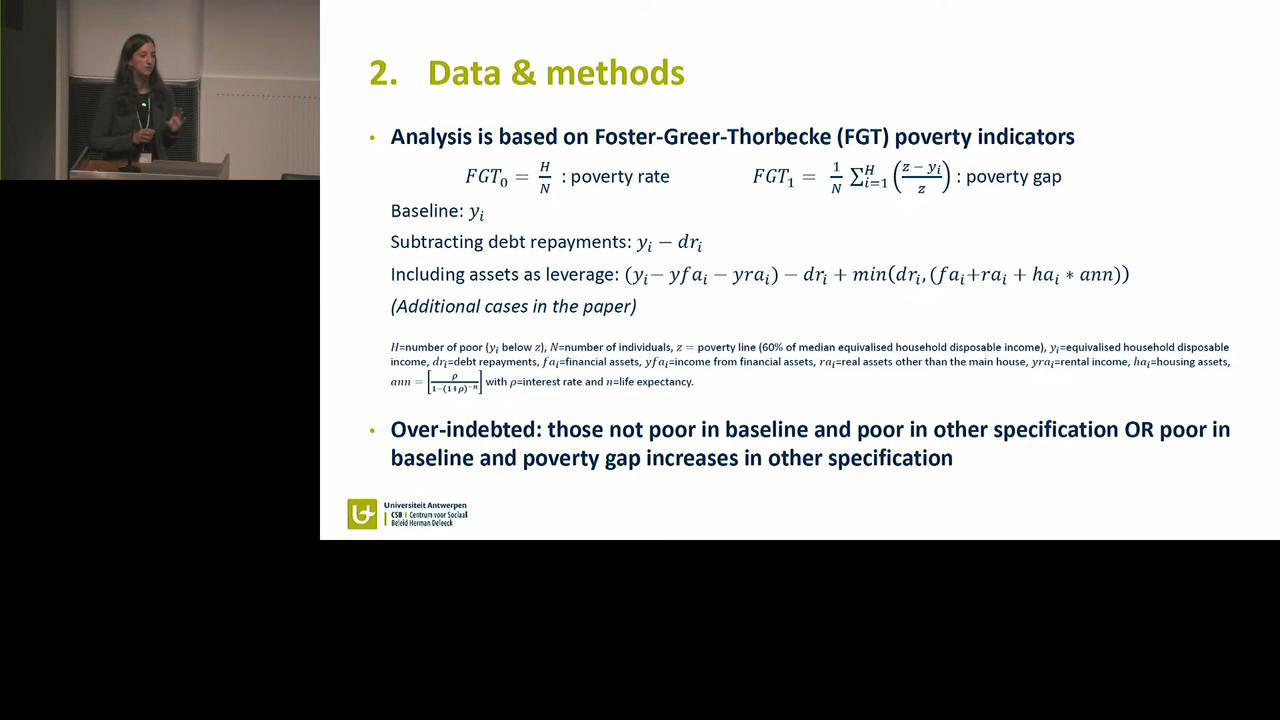 2. Data & methods
• Analysis is based on Foster-Greer-Thorbecke (FGT) poverty indicators
FGT₀ = H/N : poverty rate FGT₁ = 1/N ∑ᴴᵢ₌₁ ((z − yᵢ)/z) : poverty gap
Baseline: yᵢ
Subtracting debt repayments: yᵢ − drᵢ
Including assets as leverage: (yᵢ− yfaᵢ − yraᵢ) − drᵢ + min(drᵢ, (faᵢ+raᵢ + haᵢ * ann))
(Additional cases in the paper)
H=number of poor (yᵢ below z), N=number of individuals, z = poverty line (60% of median equivalised household disposable income), yᵢ=equivalised household disposable
income, drᵢ=debt repayments, faᵢ=financial assets, yfaᵢ=income from financial assets, raᵢ=real assets other than the main house, yraᵢ=rental income, haᵢ=housing assets,
ann = [ρ/(1−(1+ρ)⁻ⁿ)] with ρ=interest rate and n=life expectancy.
• Over-indebted: those not poor in baseline and poor in other specification OR poor in
baseline and poverty gap increases in other specification
Universiteit Antwerpen
CSB | Centrum voor Sociaal
Beleid Herman Deleeck